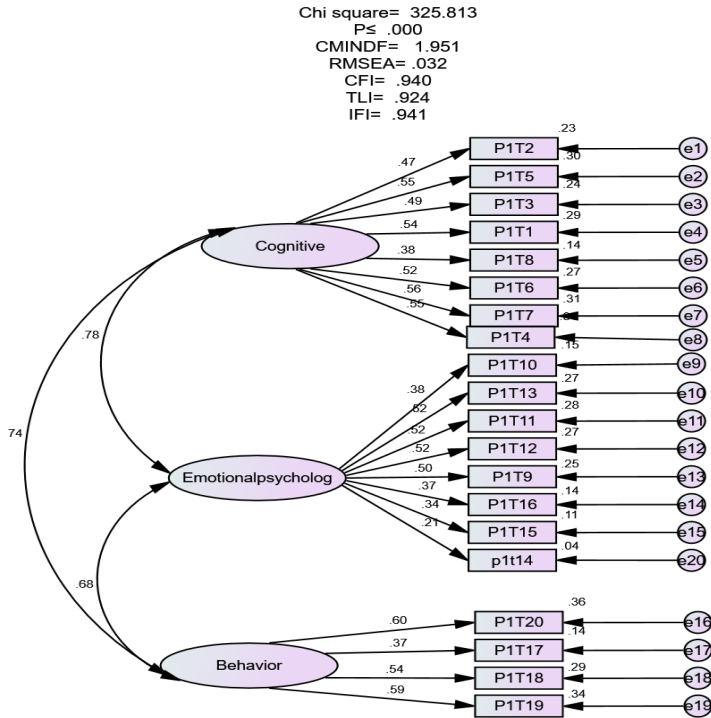 Chi square= 325.813
P≤ .000
CMINDF= 1.951
RMSEA= .032
CFI= .940
TLI= .924
IFI= .941
.23
P1T2 e1
.47 .30
P1T5 e2
.55 .24
P1T3 e3
.49 .29
Cognitive .54 P1T1 e4
.38 .14
P1T8 e5
.52 .27
P1T6 e6
.56 .31
P1T7 e7
.55
P1T4 e8
.78 .15
P1T10 e9
.38 .27
P1T13 e10
.52 .28
P1T11 e11
74 .52 .27
P1T12 e12
.52 .25
Emotionalpsycholog .50 P1T9 e13
.37 .14
P1T16 e14
.34 .11
P1T15 e15
.21 .04
p1t14 e20
.68 .36
.60 P1T20 e16
.37 .14
P1T17 e17
Behavior .54 .29
P1T18 e18
.59 .34
P1T19 e19